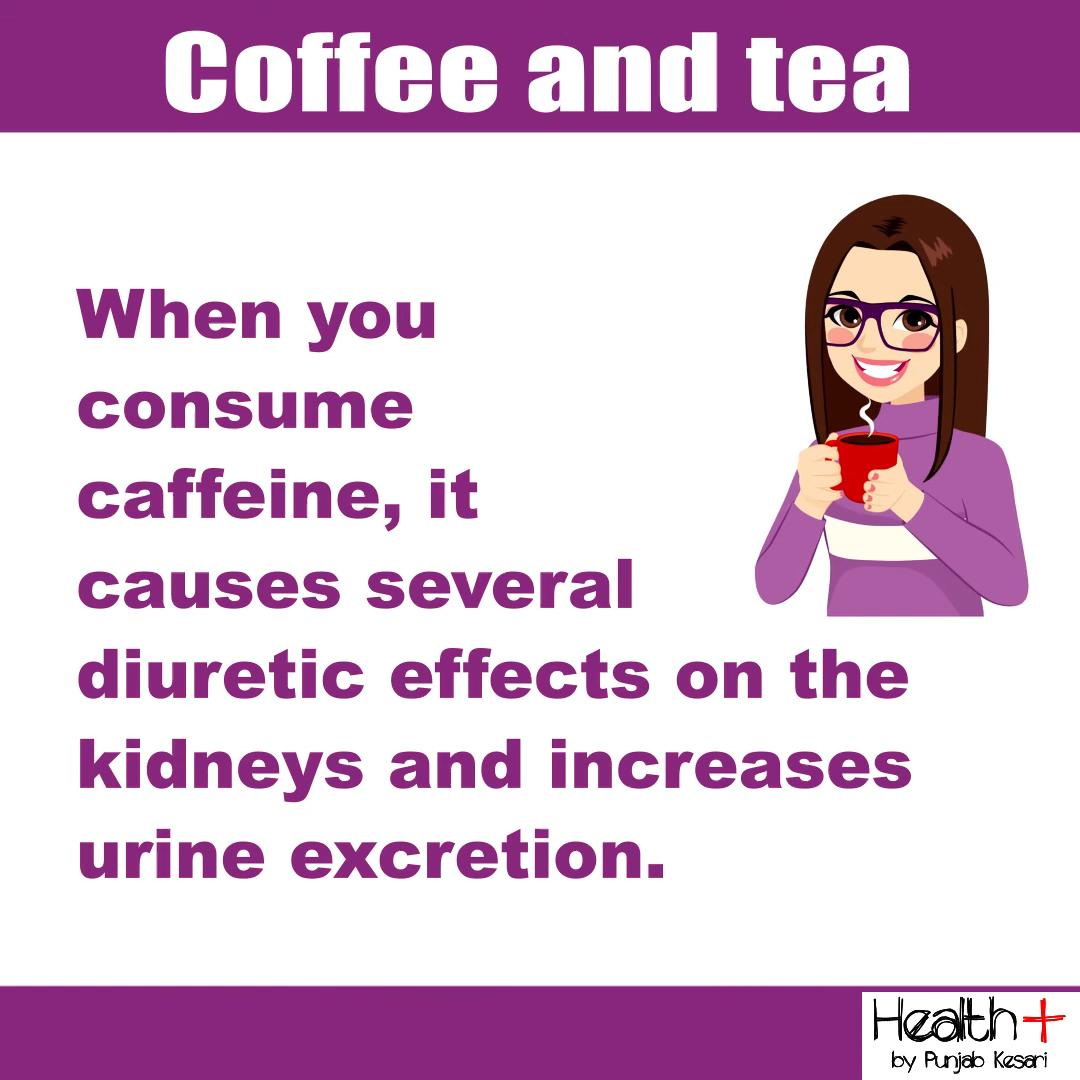 Coffee and tea
When you
consume
caffeine, it
causes several
diuretic effects on the
kidneys and increases
urine excretion.
Health+
by Punjab Kesari